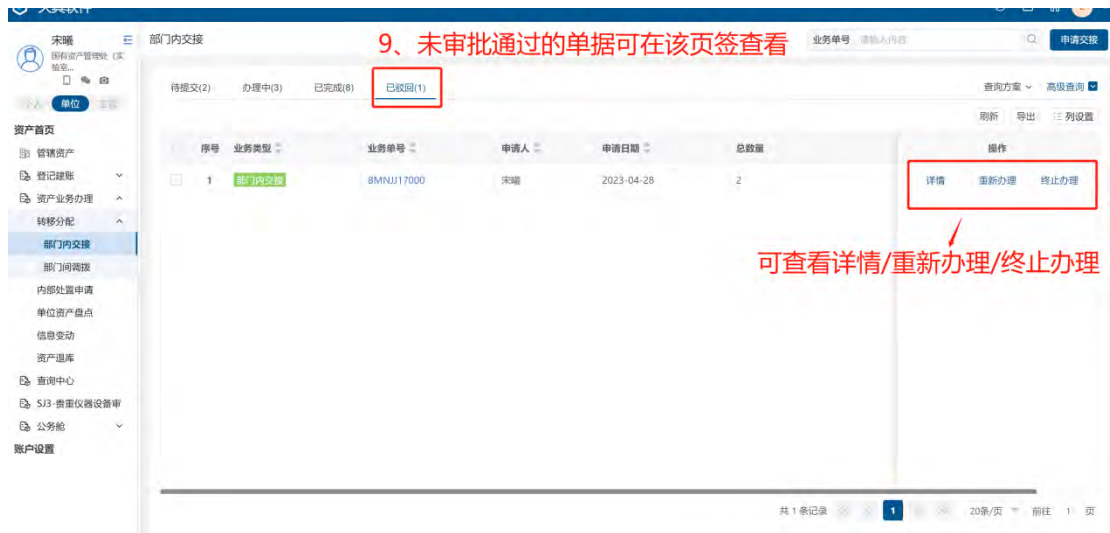 宋曦
国有资产管理处（实
验室...
单位
资产首页
管辖资产
登记建账
资产业务办理
转移分配
部门内交接
部门间调拨
内部处置申请
单位资产盘点
信息变动
资产退库
查询中心
SJ3-贵重仪器设备审
公务舱
账户设置
部门内交接
9、未审批通过的单据可在该页签查看
业务单号 请输入内容
申请交接
待提交(2) 办理中(3) 已完成(8) 已驳回(1)
查询方案 高级查询
刷新 导出 列设置
序号 业务类型 业务单号 申请人 申请日期 总数量 操作
1 部门内交接 BMNJJ17000 宋曦 2023-04-28 2 详情 重新办理 终止办理
可查看详情/重新办理/终止办理
共 1 条记录 1 20条/页 前往 1 页